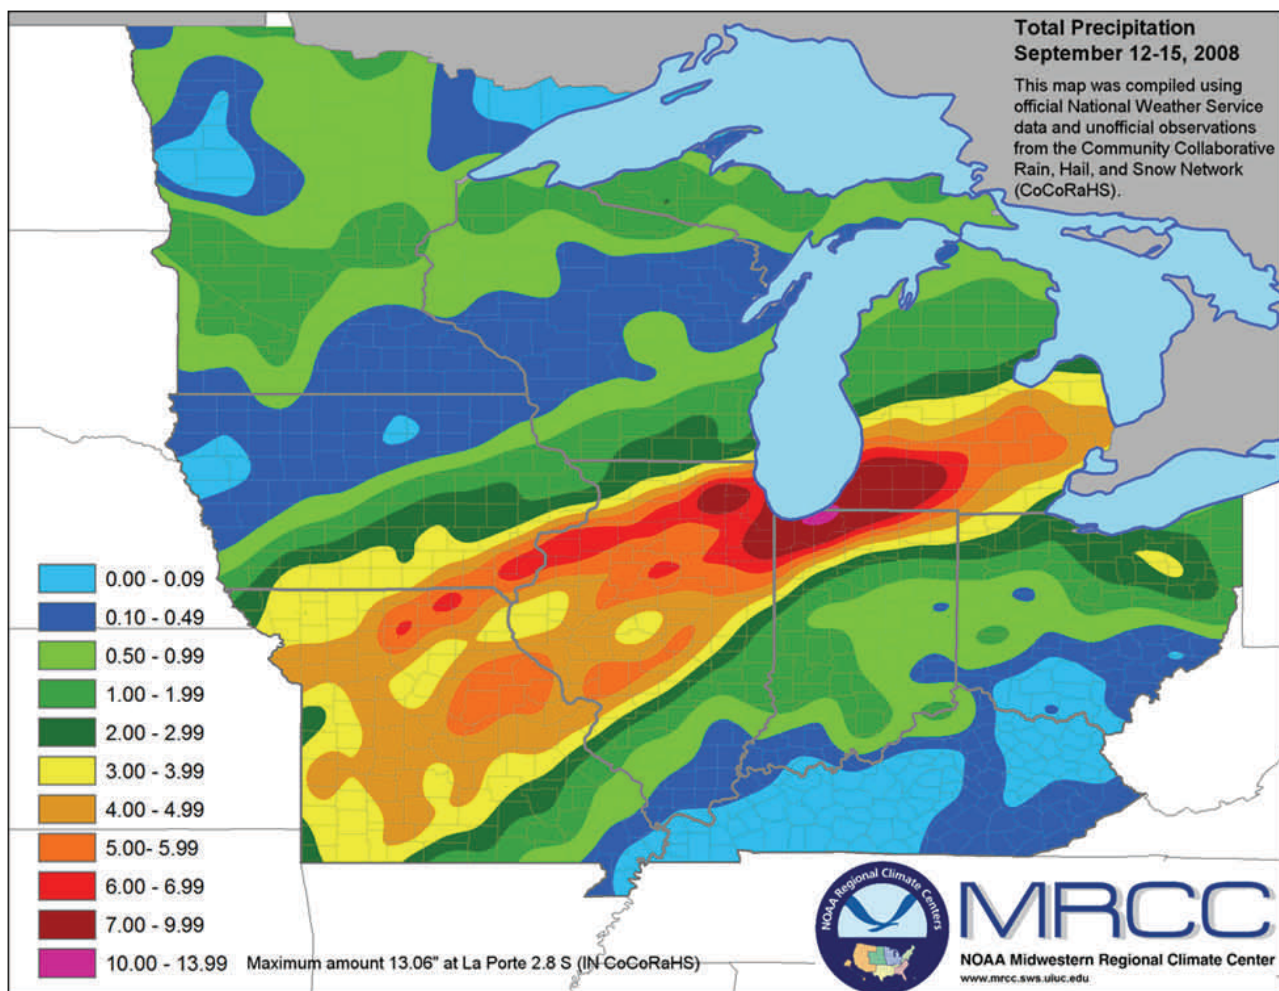 Total Precipitation
September 12-15, 2008
This map was compiled using
official National Weather Service
data and unofficial observations
from the Community Collaborative
Rain, Hail, and Snow Network
(CoCoRaHS).
0.00 - 0.09
0.10 - 0.49
0.50 - 0.99
1.00 - 1.99
2.00 - 2.99
3.00 - 3.99
4.00 - 4.99
5.00- 5.99
6.00 - 6.99
7.00 - 9.99
10.00 - 13.99
Maximum amount 13.06" at La Porte 2.8 S (IN CoCoRaHS)
NOAA Regional Climate Centers
MRCC
NOAA Midwestern Regional Climate Center
www.mrcc.sws.uiuc.edu